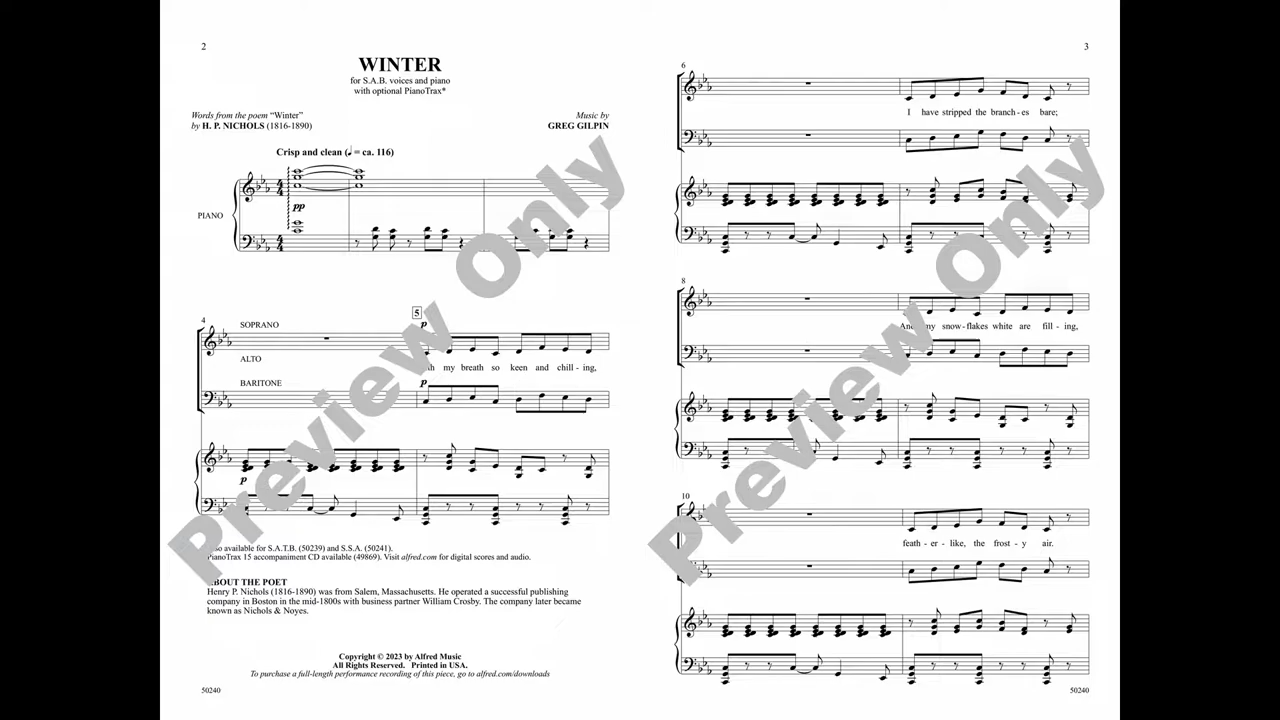 2
WINTER
for S.A.B. voices and piano
with optional PianoTrax*
Words from the poem “Winter”
by H. P. NICHOLS (1816-1890)
Music by
GREG GILPIN
Crisp and clean (♩ = ca. 116)
PIANO
pp
4
5
SOPRANO
p
ALTO
my breath so keen and chill - ing,
BARITONE
p
p
Also available for S.A.T.B. (50239) and S.S.A. (50241).
PianoTrax 15 accompaniment CD available (49869). Visit alfred.com for digital scores and audio.
ABOUT THE POET
Henry P. Nichols (1816-1890) was from Salem, Massachusetts. He operated a successful publishing
company in Boston in the mid-1800s with business partner William Crosby. The company later became
known as Nichols & Noyes.
Copyright © 2023 by Alfred Music
All Rights Reserved. Printed in USA.
To purchase a full-length performance recording of this piece, go to alfred.com/downloads
50240
Preview Only
3
6
I have stripped the branch - es bare;
8
And my snow - flakes white are fill - ing,
10
feath - er - like, the frost - y air.
50240
Preview Only